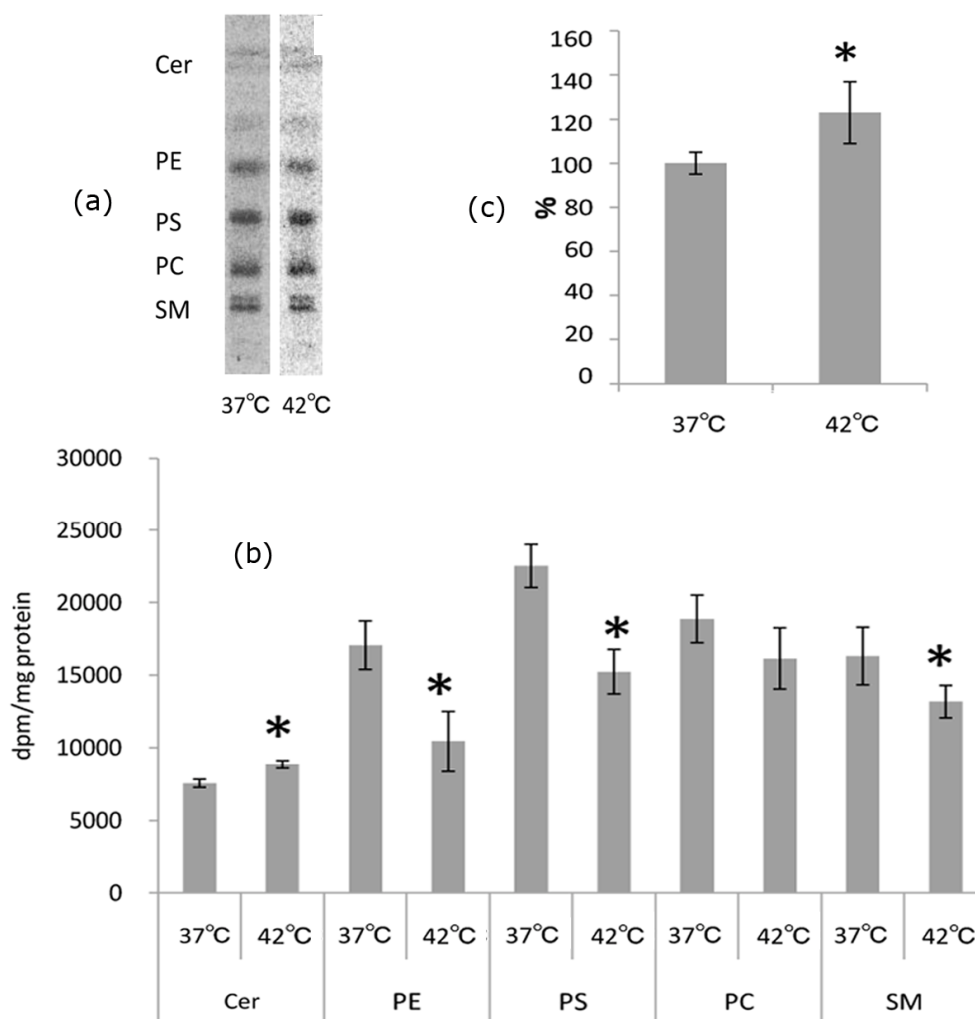 (a)
Cer
PE
PS
PC
SM
37℃ 42℃
(c)
%
160
140
120
100
80
60
40
20
0
*
37℃ 42℃
(b)
dpm/mg protein
30000
25000
20000
15000
10000
5000
0
* * * *
37℃ 42℃ 37℃ 42℃ 37℃ 42℃ 37℃ 42℃ 37℃ 42℃
Cer PE PS PC SM